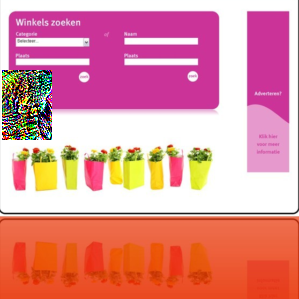 Winkels zoeken
Categorie of Naam
Selecteer...
Plaats Plaats
zoek zoek
Adverteren?
Klik hier
voor meer
informatie